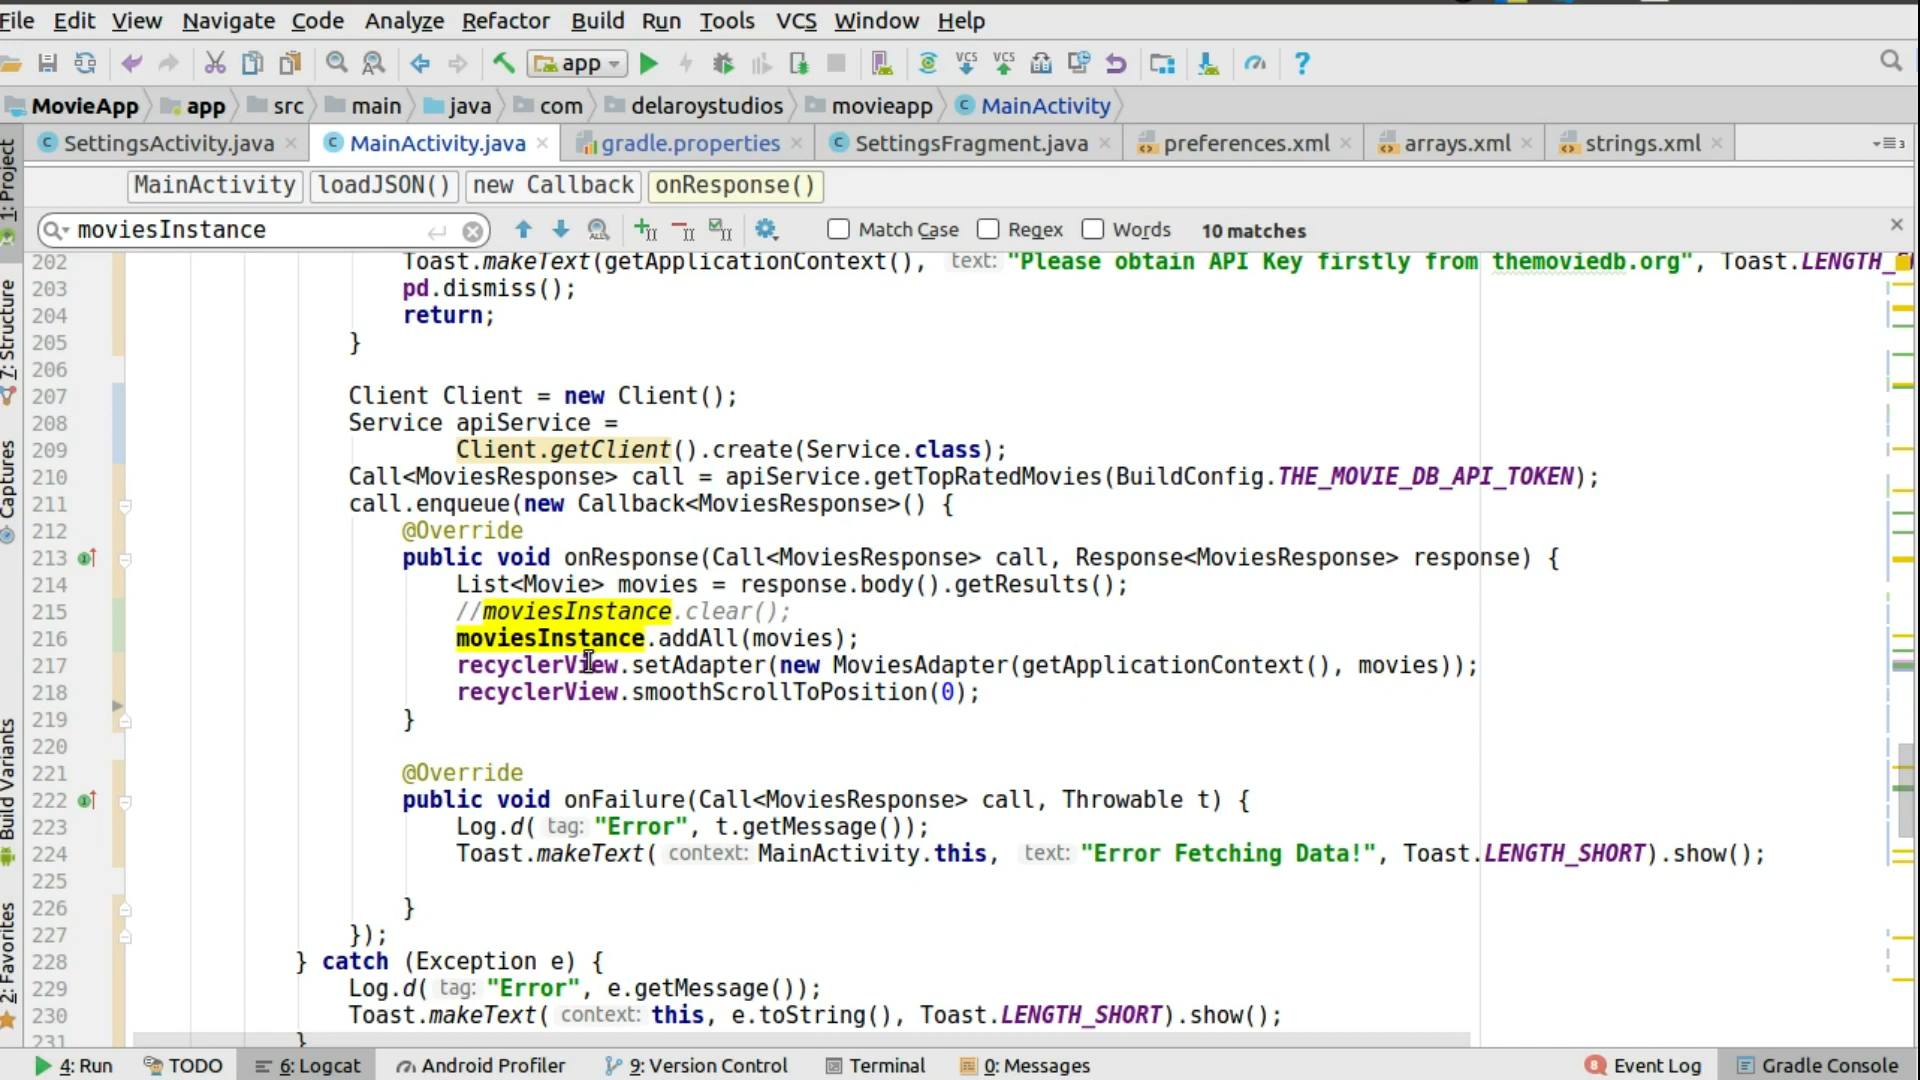 File Edit View Navigate Code Analyze Refactor Build Run Tools VCS Window Help
app VCS VCS ?
MovieApp app src main java com delaroystudios movieapp C MainActivity
C SettingsActivity.java C MainActivity.java gradle.properties C SettingsFragment.java preferences.xml arrays.xml strings.xml
MainActivity loadJSON() new Callback onResponse()
moviesInstance Match Case Regex Words 10 matches
202 Toast.makeText(getApplicationContext(), text: "Please obtain API Key firstly from themoviedb.org", Toast.LENGTH_
203 pd.dismiss();
204 return;
205 }
206
207 Client Client = new Client();
208 Service apiService =
209 Client.getClient().create(Service.class);
210 Call<MoviesResponse> call = apiService.getTopRatedMovies(BuildConfig.THE_MOVIE_DB_API_TOKEN);
211 call.enqueue(new Callback<MoviesResponse>() {
212 @Override
213 public void onResponse(Call<MoviesResponse> call, Response<MoviesResponse> response) {
214 List<Movie> movies = response.body().getResults();
215 //moviesInstance.clear();
216 moviesInstance.addAll(movies);
217 recyclerView.setAdapter(new MoviesAdapter(getApplicationContext(), movies));
218 recyclerView.smoothScrollToPosition(0);
219 }
220
221 @Override
222 public void onFailure(Call<MoviesResponse> call, Throwable t) {
223 Log.d( tag: "Error", t.getMessage());
224 Toast.makeText( context: MainActivity.this, text: "Error Fetching Data!", Toast.LENGTH_SHORT).show();
225
226 }
227 });
228 } catch (Exception e) {
229 Log.d( tag: "Error", e.getMessage());
230 Toast.makeText( context: this, e.toString(), Toast.LENGTH_SHORT).show();
231 }
1: Project
7: Structure
Captures
Build Variants
2: Favorites
4: Run TODO 6: Logcat Android Profiler 9: Version Control Terminal 0: Messages 8 Event Log Gradle Console